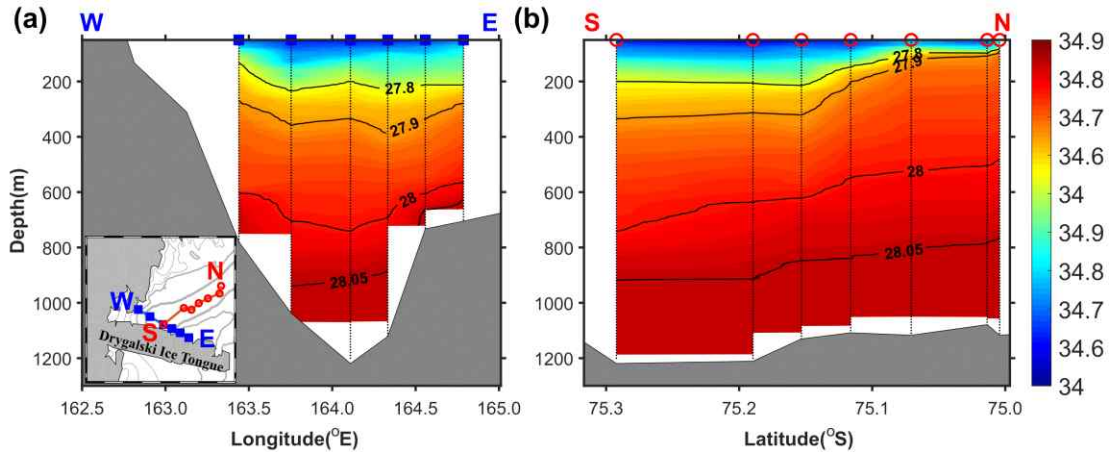 (a) W E
(b) S N
200
400
600
800
1000
1200
Depth(m)
27.8
27.9
28
28.05
W N
S E
Drygalski Ice Tongue
162.5 163.0 163.5 164.0 164.5 165.0
Longitude(°E)
27.8
27.9
28
28.05
200
400
600
800
1000
1200
75.3 75.2 75.1 75.0
Latitude(°S)
34.9
34.8
34.8
34.7
34.7
34.6
34.6
34